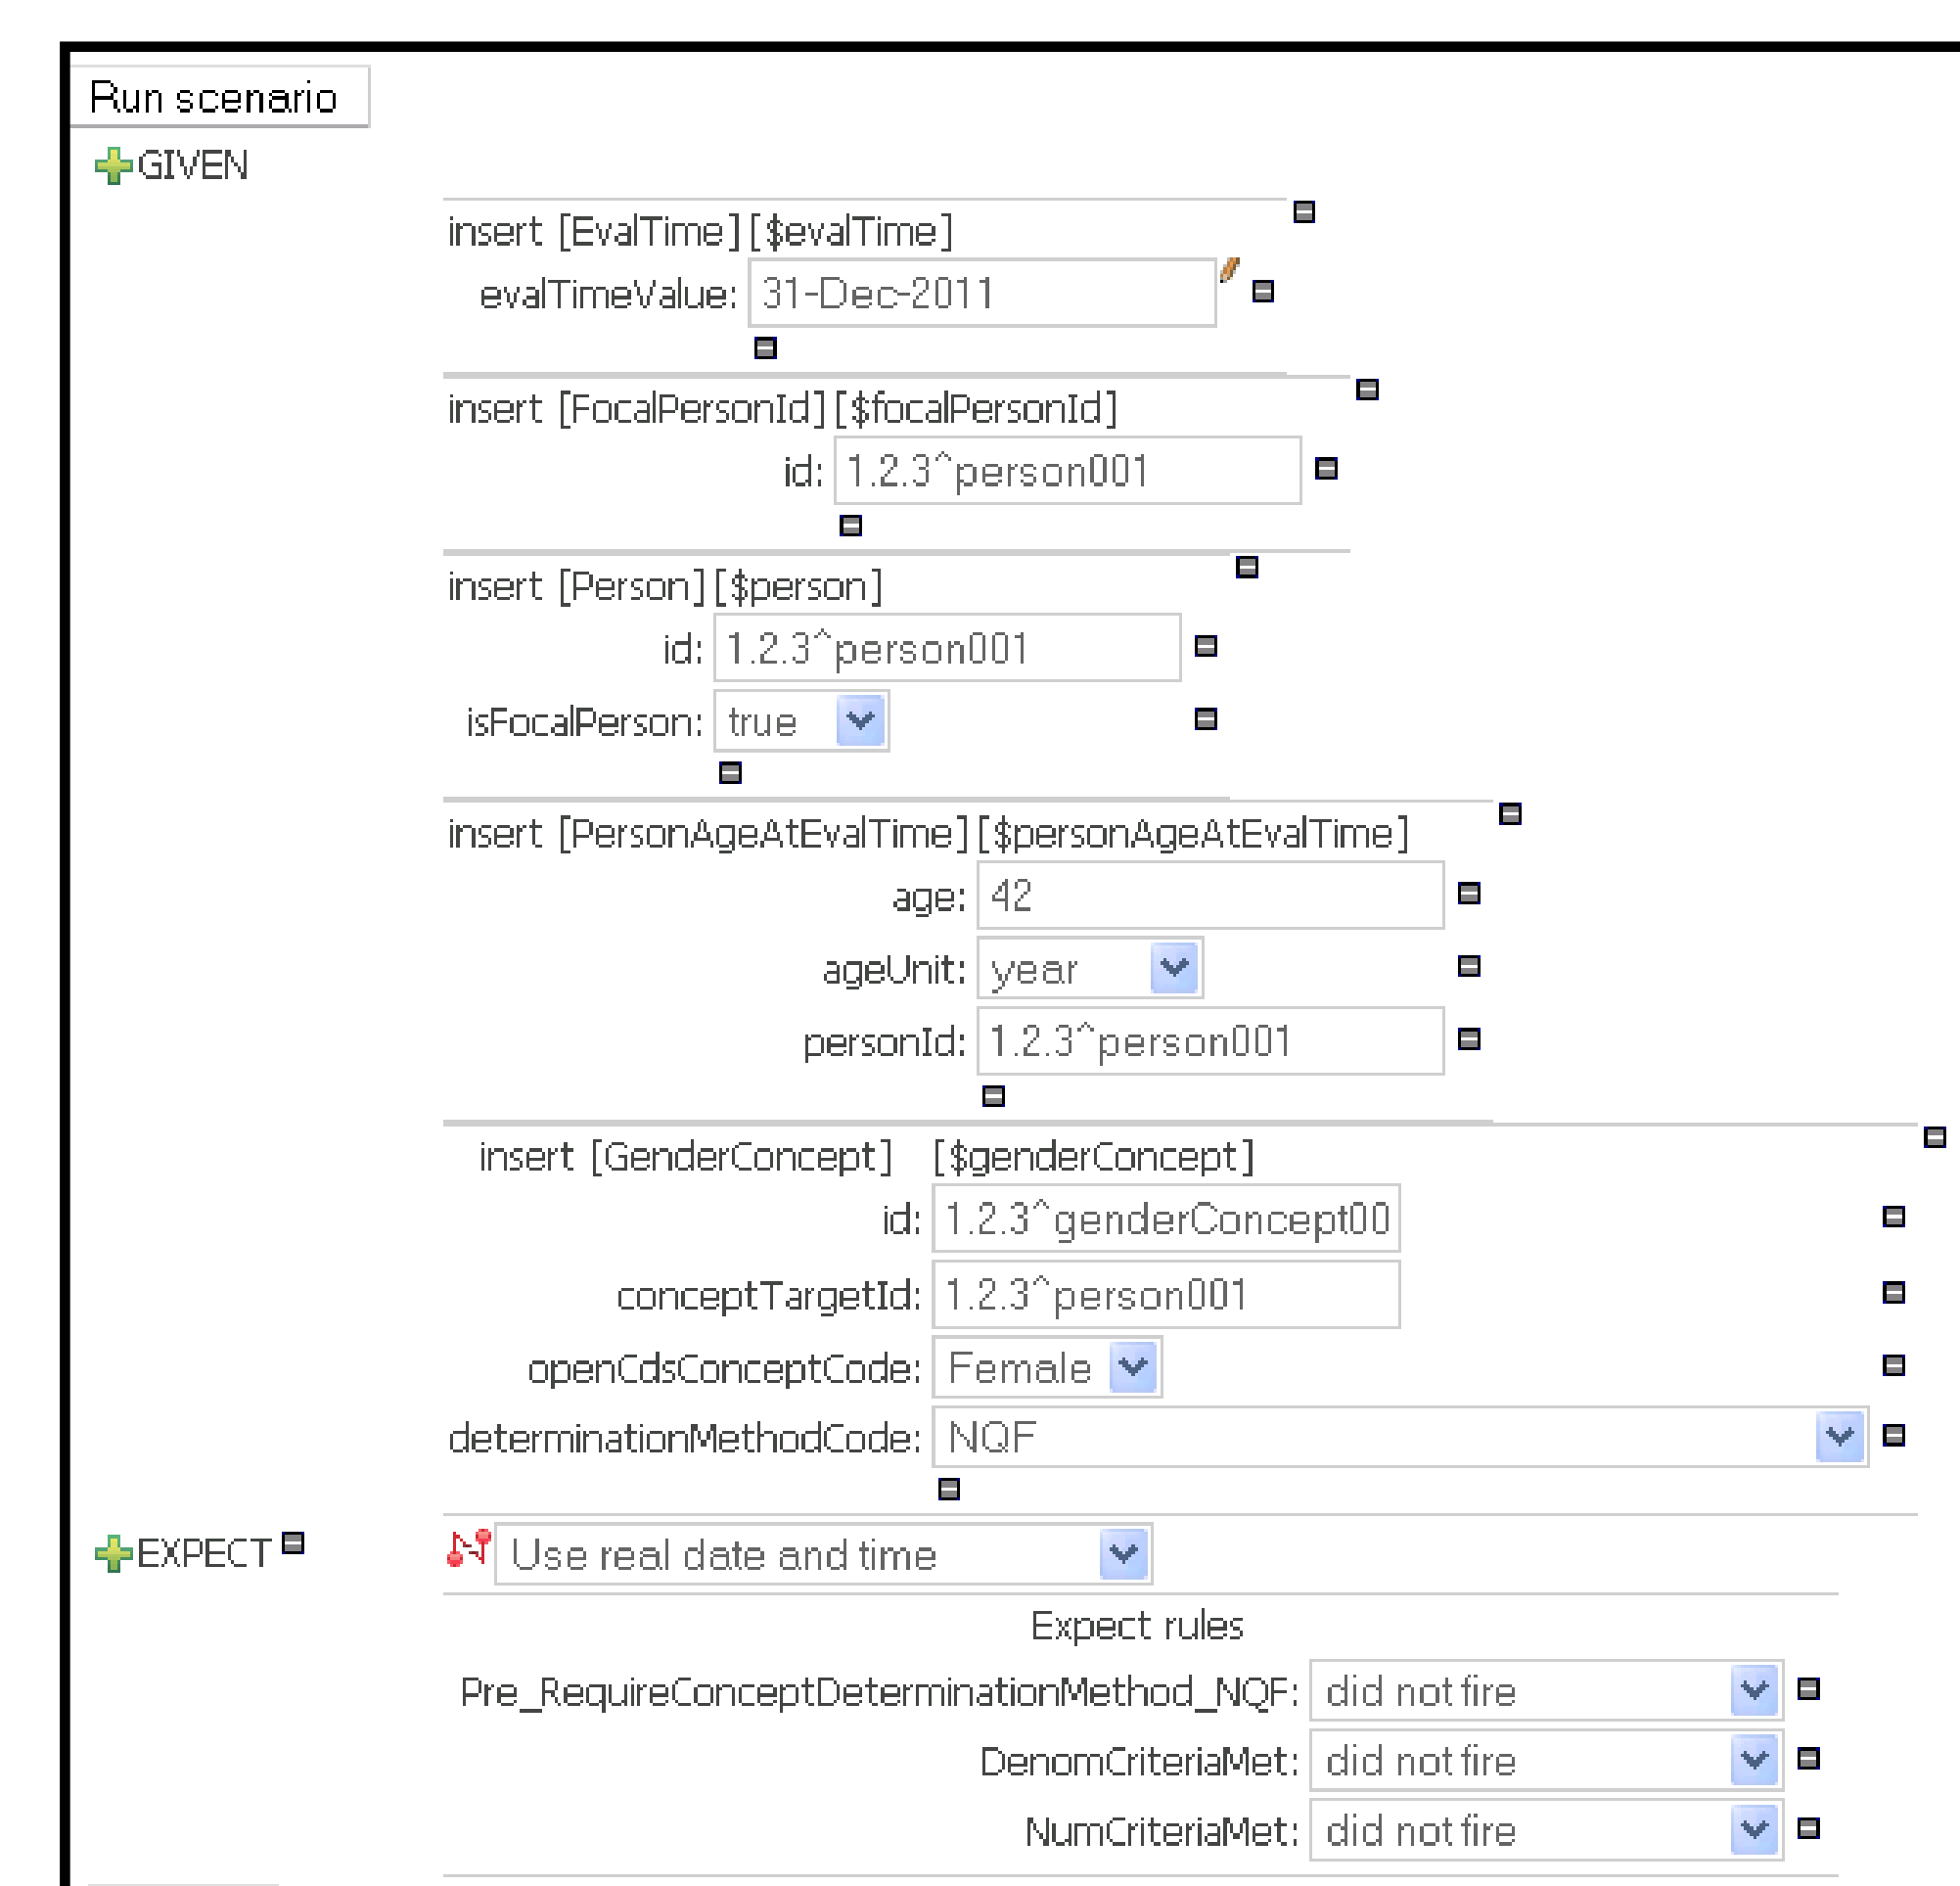 Run scenario
GIVEN
insert [EvalTime][$evalTime]
evalTimeValue: 31-Dec-2011
insert [FocalPersonId][$focalPersonId]
id: 1.2.3^person001
insert [Person][$person]
id: 1.2.3^person001
isFocalPerson: true
insert [PersonAgeAtEvalTime][$personAgeAtEvalTime]
age: 42
ageUnit: year
personId: 1.2.3^person001
insert [GenderConcept] [$genderConcept]
id: 1.2.3^genderConcept00
conceptTargetId: 1.2.3^person001
openCdsConceptCode: Female
determinationMethodCode: NQF
EXPECT Use real date and time
Expect rules
Pre_RequireConceptDeterminationMethod_NQF: did not fire
DenomCriteriaMet: did not fire
NumCriteriaMet: did not fire